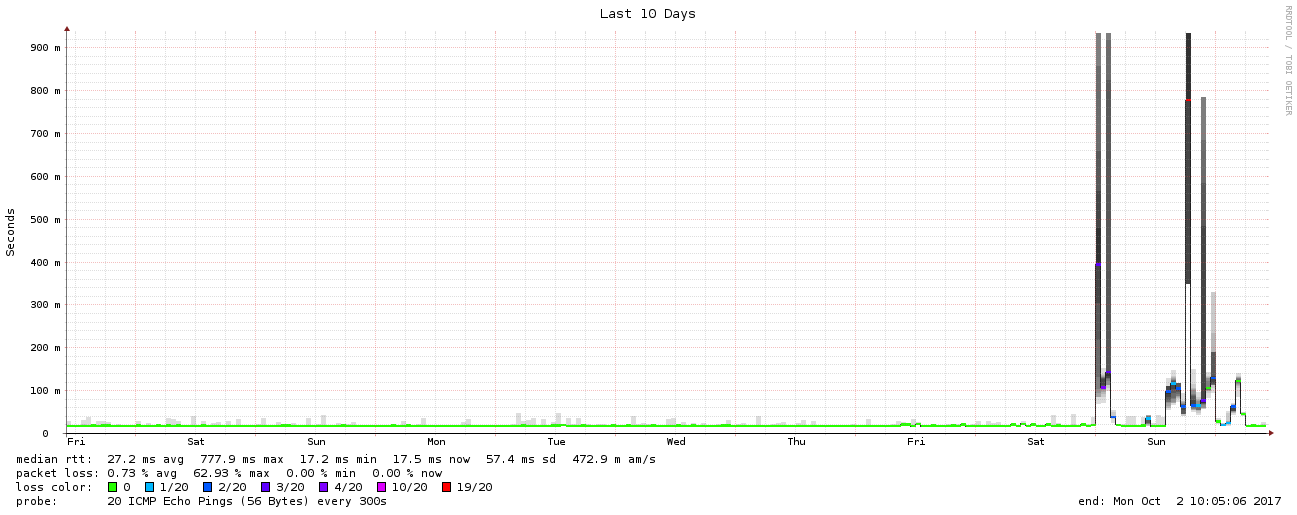 Last 10 Days
RRDTOOL / TOBI OETIKER
Seconds
900 m
800 m
700 m
600 m
500 m
400 m
300 m
200 m
100 m
0
Fri Sat Sun Mon Tue Wed Thu Fri Sat Sun
median rtt: 27.2 ms avg 777.9 ms max 17.2 ms min 17.5 ms now 57.4 ms sd 472.9 m am/s
packet loss: 0.73 % avg 62.93 % max 0.00 % min 0.00 % now
loss color: 0 1/20 2/20 3/20 4/20 10/20 19/20
probe: 20 ICMP Echo Pings (56 Bytes) every 300s end: Mon Oct 2 10:05:06 2017